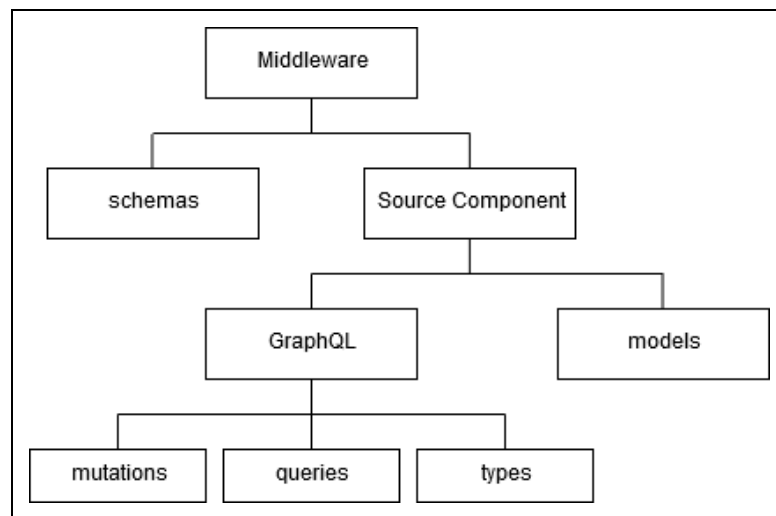 Middleware
schemas
Source Component
GraphQL
models
mutations
queries
types